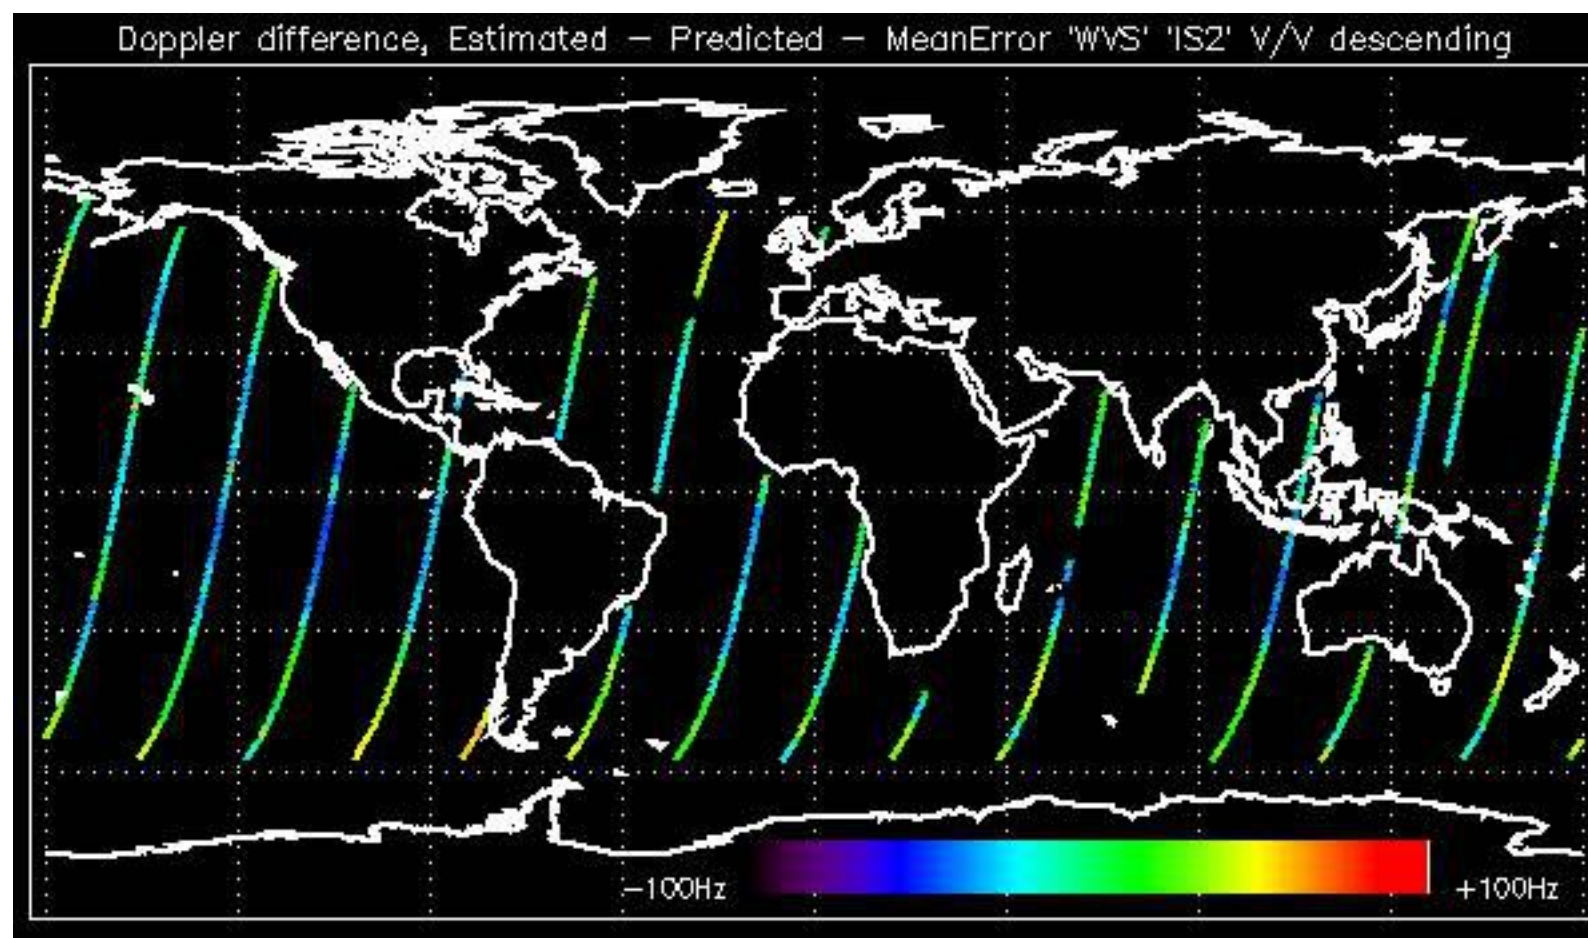 Doppler difference, Estimated – Predicted – MeanError 'WVS' 'IS2' V/V descending
–100Hz +100Hz